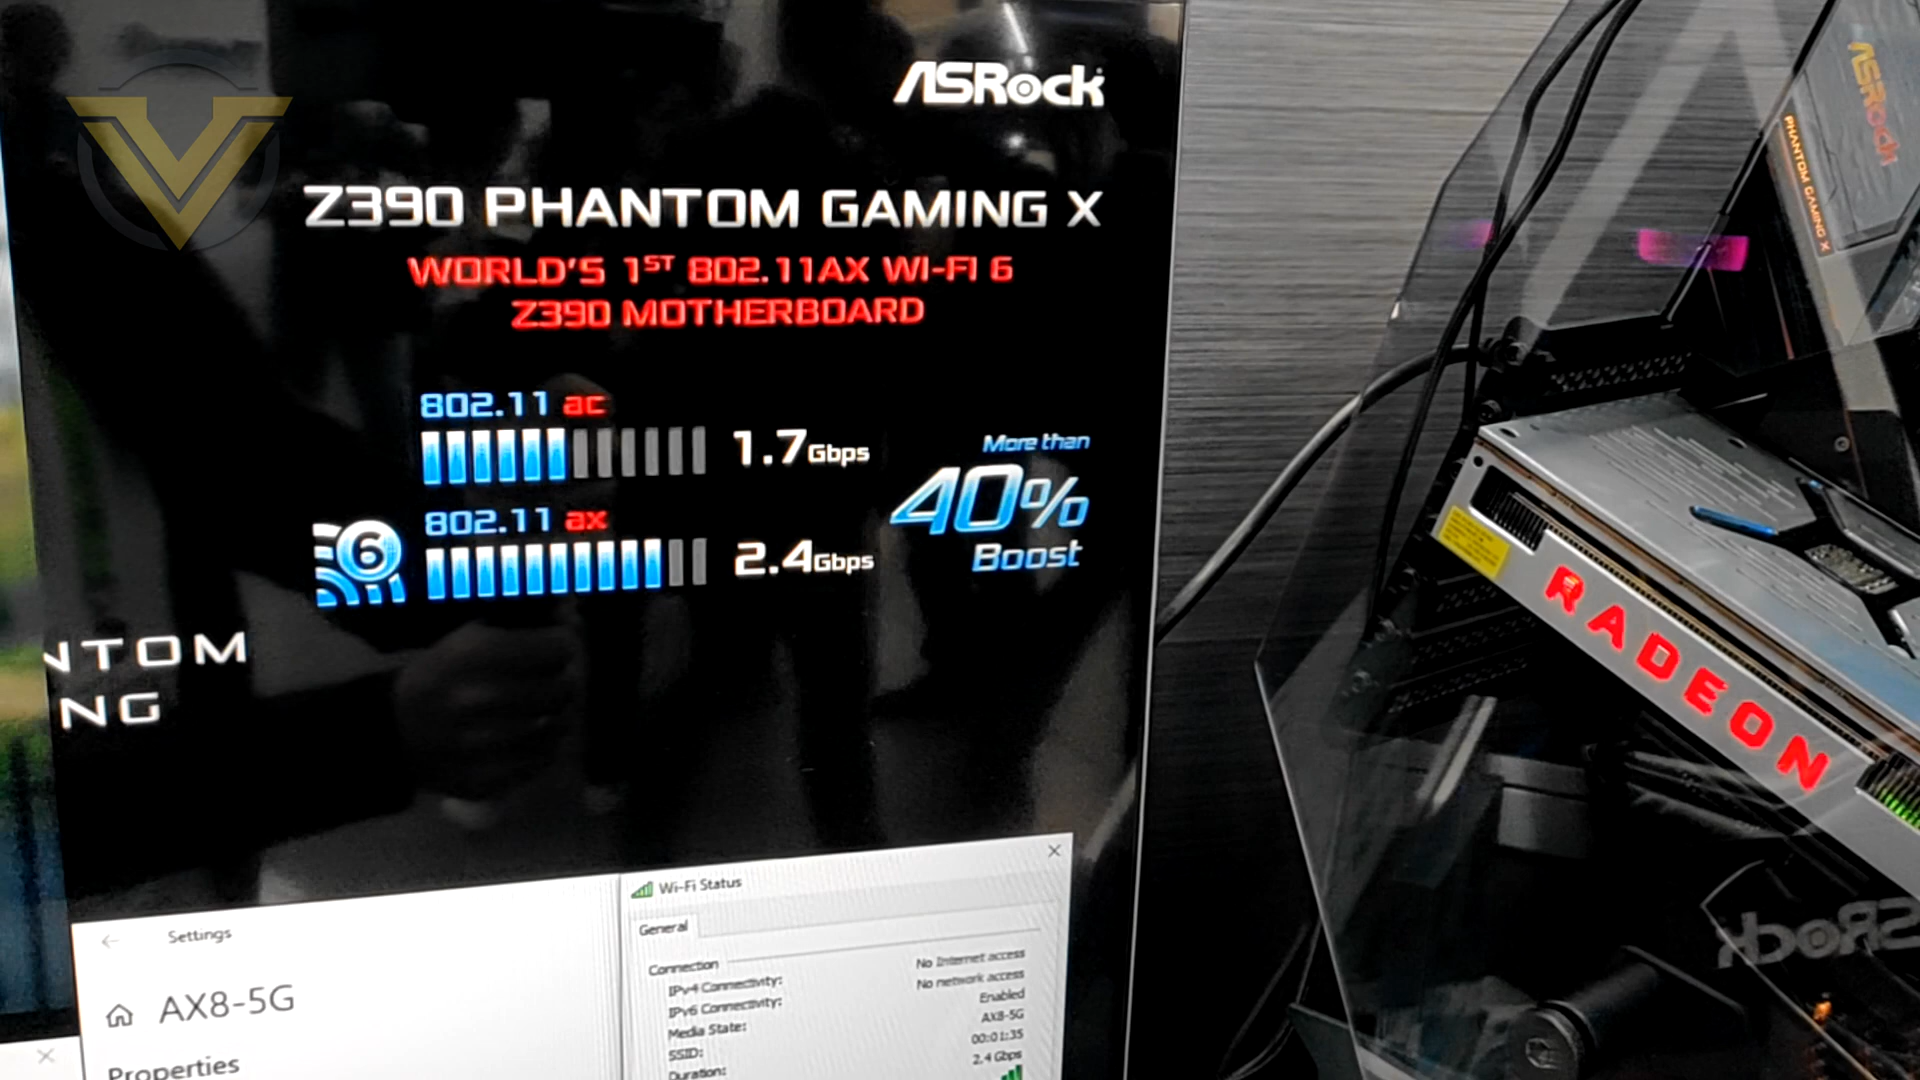 ASRock
Z390 PHANTOM GAMING X
WORLD'S 1ST 802.11AX WI-FI 6
Z390 MOTHERBOARD
802.11 ac
1.7Gbps
802.11 ax
6
2.4Gbps
More than
40%
Boost
NTOM
NG
Settings
AX8-5G
Properties
Wi-Fi Status
General
Connection
IPv4 Connectivity: No Internet access
IPv6 Connectivity: No network access
Media State: Enabled
SSID: AX8-5G
Duration: 00:01:35
2.4 Gbps
ASRock
PHANTOM GAMING X
RADEON
ASRock
V